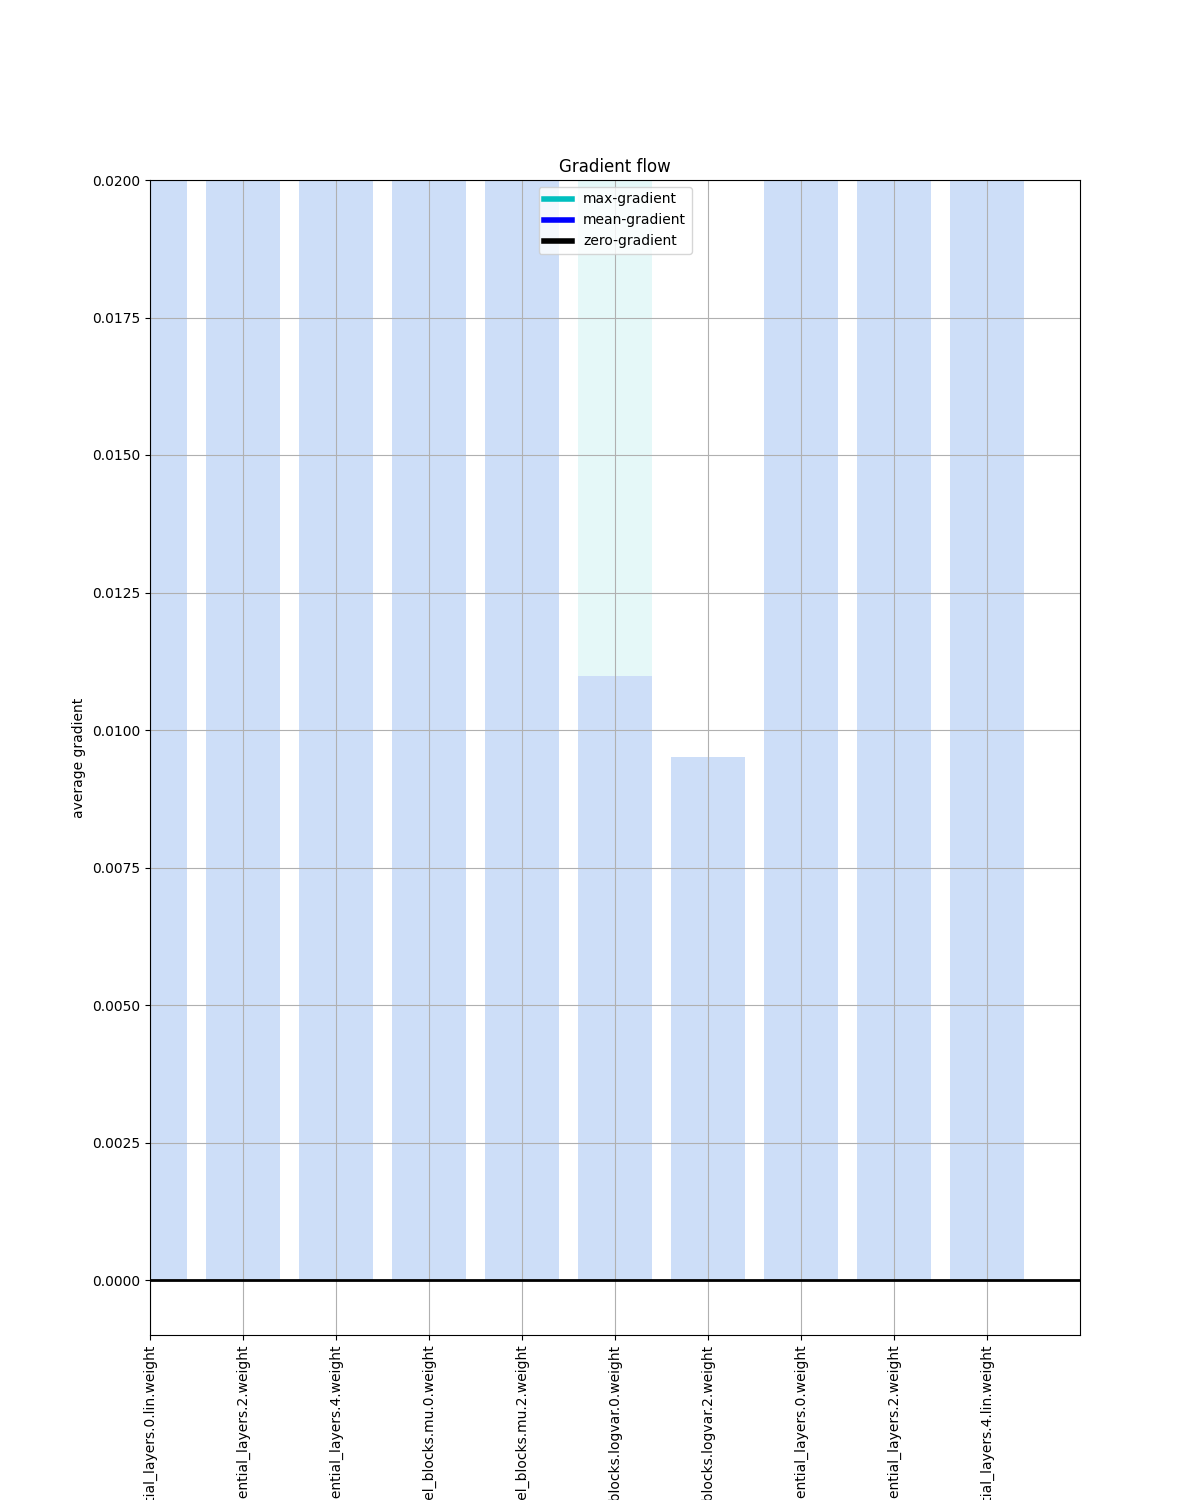 Gradient flow
max-gradient
mean-gradient
zero-gradient
0.0200
0.0175
0.0150
0.0125
0.0100
0.0075
0.0050
0.0025
0.0000
average gradient
tial_layers.0.lin.weight
ential_layers.2.weight
ential_layers.4.weight
el_blocks.mu.0.weight
el_blocks.mu.2.weight
blocks.logvar.0.weight
blocks.logvar.2.weight
ential_layers.0.weight
ential_layers.2.weight
tial_layers.4.lin.weight